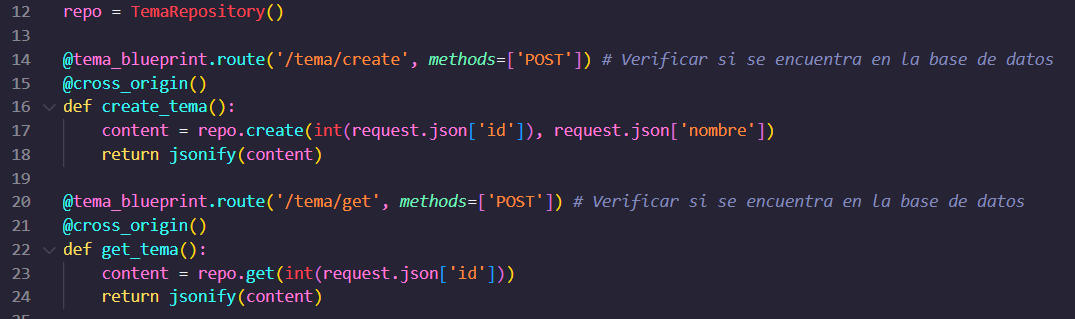 12 repo = TemaRepository()
13
14 @tema_blueprint.route('/tema/create', methods=['POST']) # Verificar si se encuentra en la base de datos
15 @cross_origin()
16 def create_tema():
17     content = repo.create(int(request.json['id']), request.json['nombre'])
18     return jsonify(content)
19
20 @tema_blueprint.route('/tema/get', methods=['POST']) # Verificar si se encuentra en la base de datos
21 @cross_origin()
22 def get_tema():
23     content = repo.get(int(request.json['id']))
24     return jsonify(content)